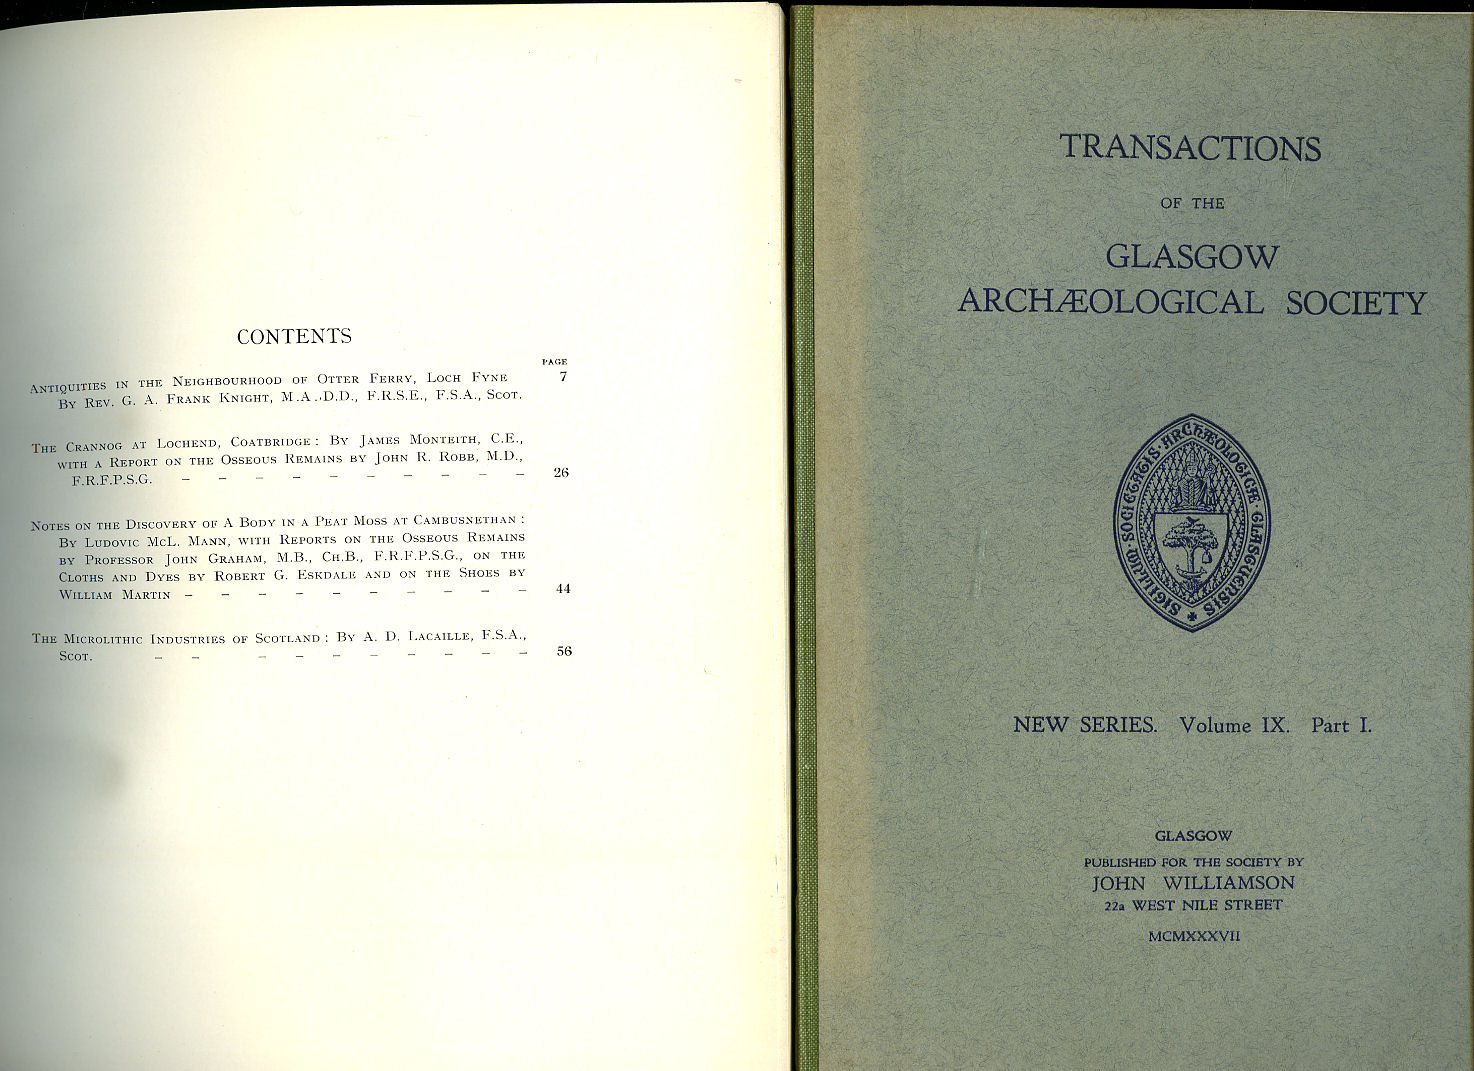 CONTENTS
PAGE
Antiquities in the Neighbourhood of Otter Ferry, Loch Fyne 7
By Rev. G. A. Frank Knight, M.A., D.D., F.R.S.E., F.S.A., Scot.
The Crannog at Lochend, Coatbridge : By James Monteith, C.E.,
with a Report on the Osseous Remains by John R. Robb, M.D.,
F.R.F.P.S.G. – – – – – – – – – – 26
Notes on the Discovery of A Body in a Peat Moss at Cambusnethan :
By Ludovic McL. Mann, with Reports on the Osseous Remains
by Professor John Graham, M.B., Ch.B., F.R.F.P.S.G., on the
Cloths and Dyes by Robert G. Eskdale and on the Shoes by
William Martin – – – – – – – – – – 44
The Microlithic Industries of Scotland : By A. D. Lacaille, F.S.A.,
Scot. – – – – – – – – – – 56
TRANSACTIONS
OF THE
GLASGOW
ARCHÆOLOGICAL SOCIETY
SIGILLUM SOCIETATIS ARCHÆOLOGICÆ GLASGUENSIS
NEW SERIES. Volume IX. Part I.
GLASGOW
PUBLISHED FOR THE SOCIETY BY
JOHN WILLIAMSON
22a WEST NILE STREET
MCMXXXVII